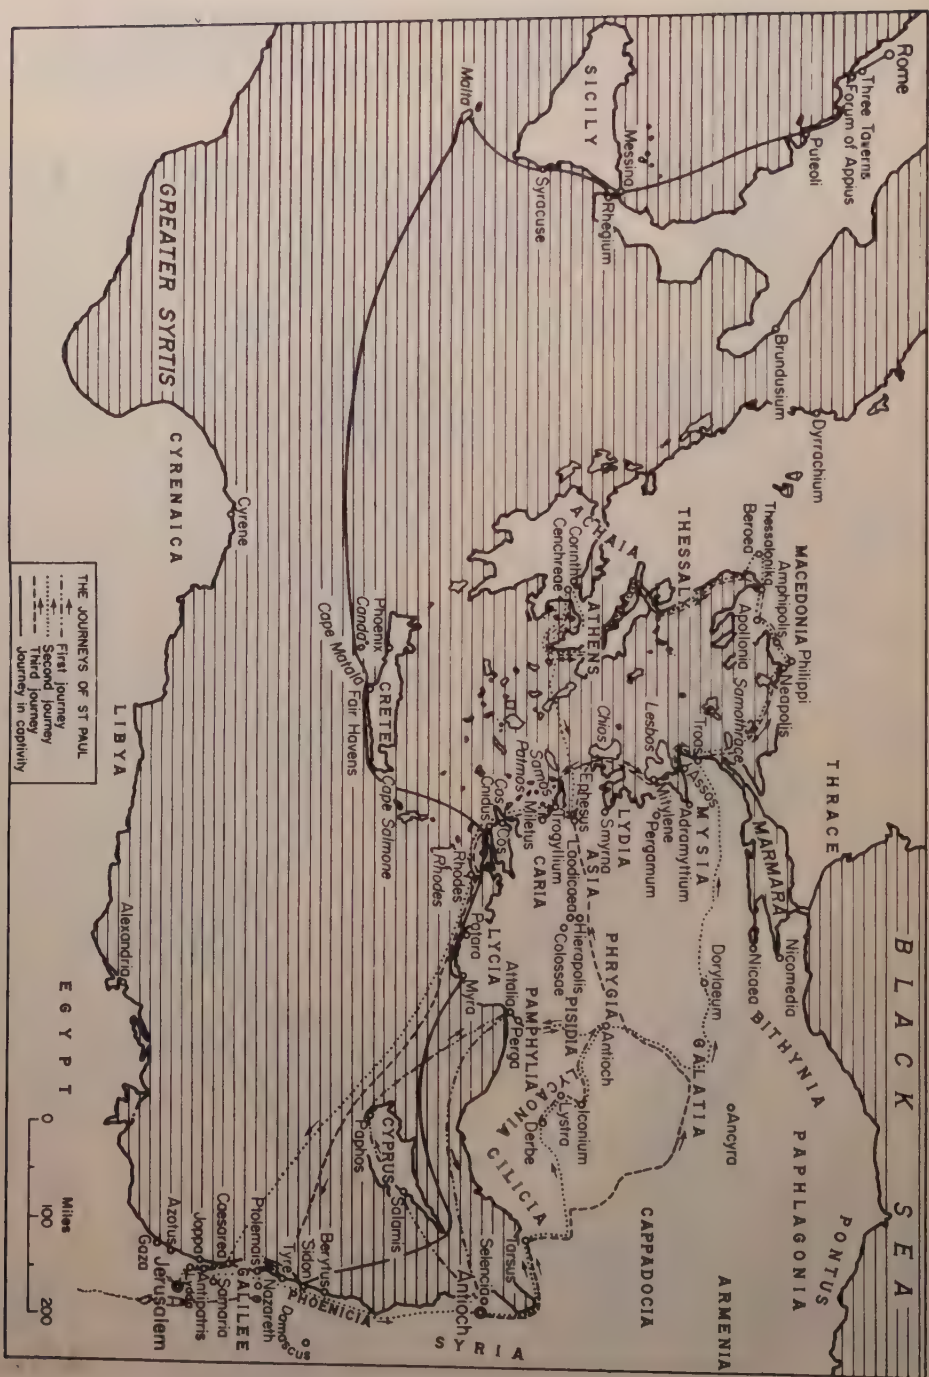 Rome
Three Taverns
Forum of Appius
Puteoli
SICILY
Messina
Rhegium
Syracuse
Malta
Brundusium
Dyrrachium
MACEDONIA
Philippi
Neapolis
Amphipolis
Thessalonika
Beroea
Apollonia
Samothrace
THRACE
BLACK SEA
THESSALY
ACHAIA
ATHENS
Corinth
Cenchreae
MARMARA
Nicomedia
Nicaea
BITHYNIA
PAPHLAGONIA
PONTUS
Troas
Assos
MYSIA
Adramyttium
Mitylene
Lesbos
Pergamum
Dorylaeum
GALATIA
Ancyra
ARMENIA
CAPPADOCIA
Chios
LYDIA
Smyrna
ASIA
Ephesus
Laodicaea
Hierapolis
Colossae
PHRYGIA
Antioch
PISIDIA
LYCAONIA
Iconium
Lystra
Derbe
Samos
Trogyllium
Miletus
Patmos
CARIA
Cos
Cos
Cnidus
Rhodes
Rhodes
LYCIA
Patara
Myra
PAMPHYLIA
Attalia
Perga
CILICIA
Tarsus
Seleucia
Antioch
SYRIA
Phoenix
Canda
CRETE
Cape Matala
Fair Havens
Cape Salmone
CYPRUS
Salamis
Paphos
Berytus
Sidon
Tyre
PHOENICIA
Damascus
Ptolemais
Nazareth
GALILEE
Caesarea
Samaria
Antipatris
Joppa
Lydda
Azotus
Jerusalem
Gaza
GREATER SYRTIS
CYRENAICA
Cyrene
LIBYA
Alexandria
EGYPT
0 100 200
Miles
THE JOURNEYS OF ST PAUL
First journey
Second journey
Third journey
Journey in captivity